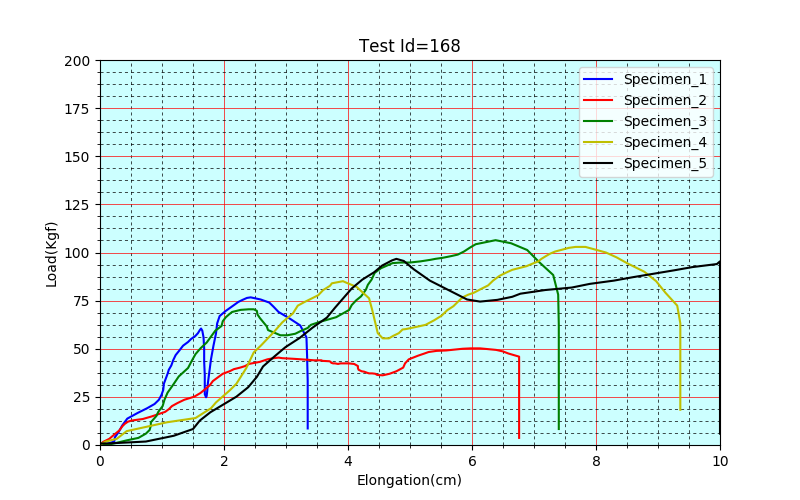 Test Id=168
200
175
150
125
100
75
50
25
0
Load(Kgf)
Specimen_1
Specimen_2
Specimen_3
Specimen_4
Specimen_5
0 2 4 6 8 10
Elongation(cm)